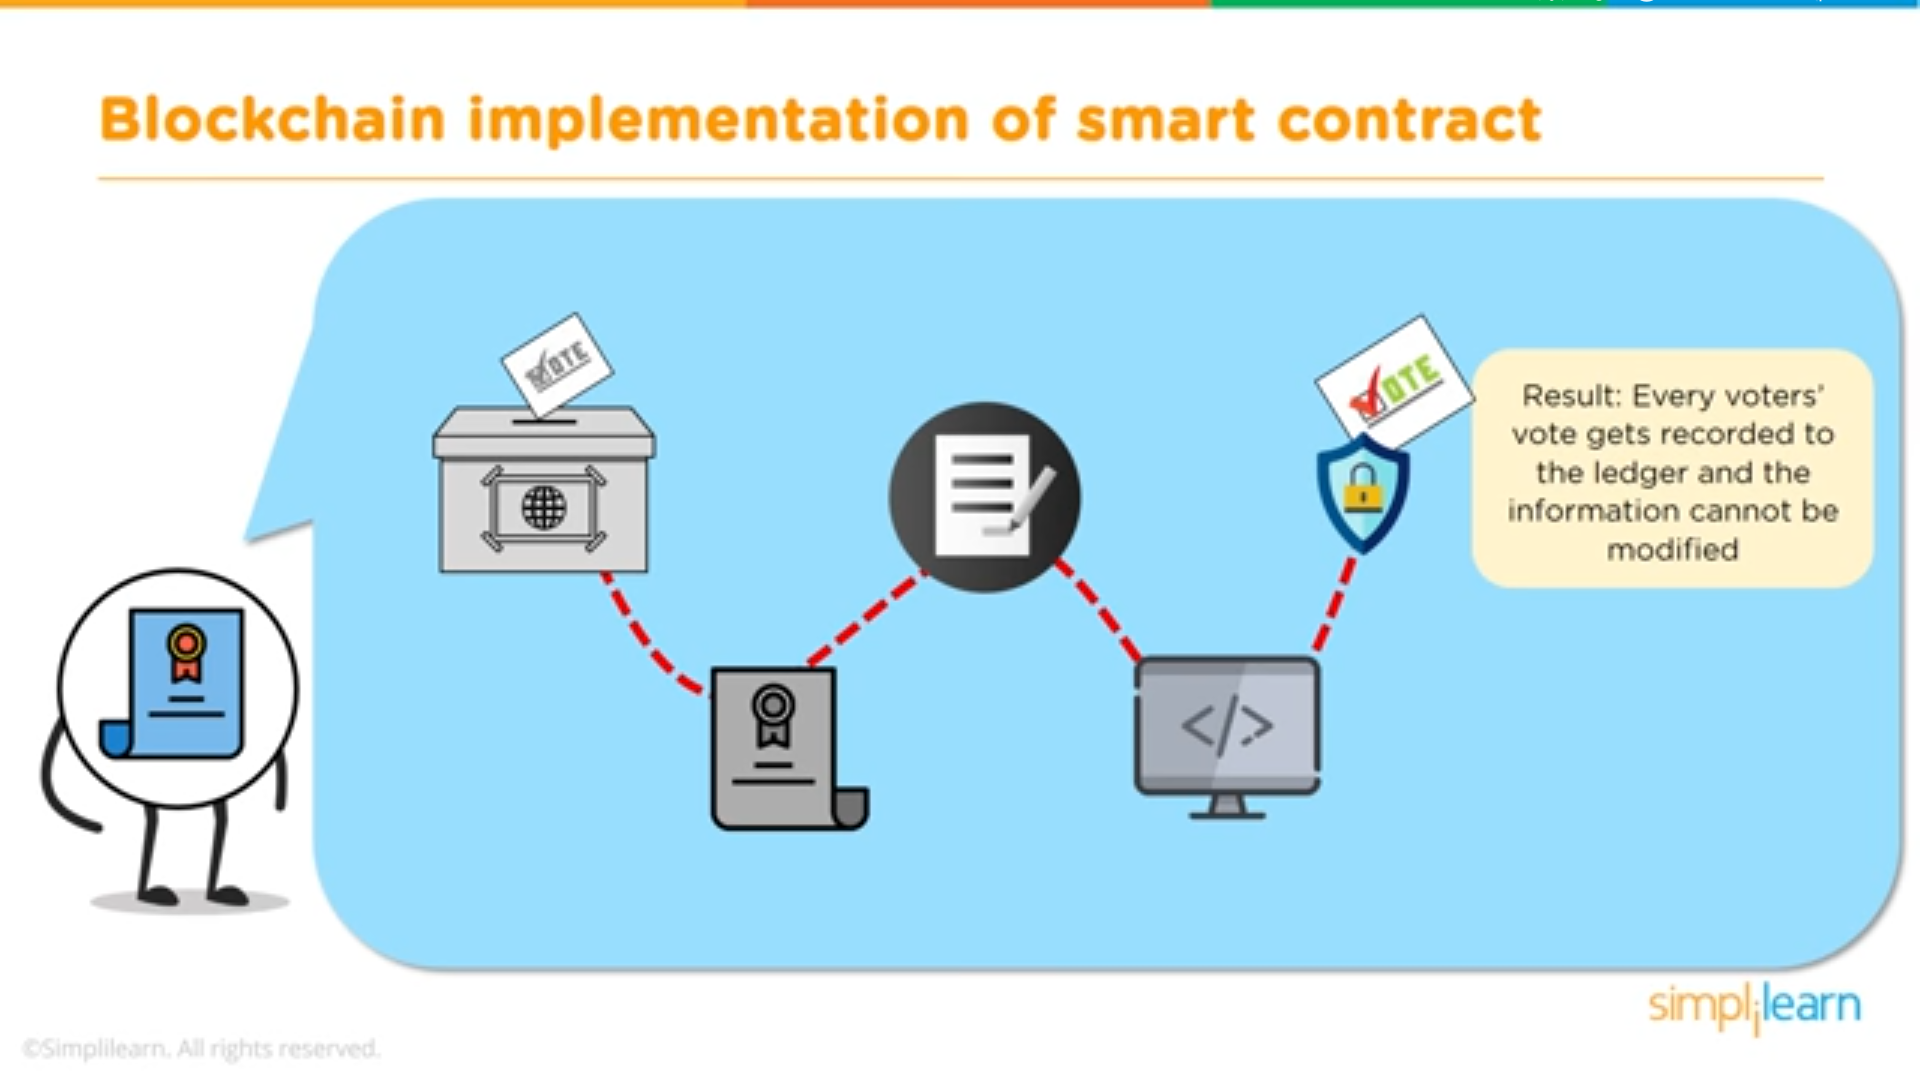 Blockchain implementation of smart contract
VOTE
VOTE
Result: Every voters'
vote gets recorded to
the ledger and the
information cannot be
modified
</>
simplilearn
©Simplilearn. All rights reserved.